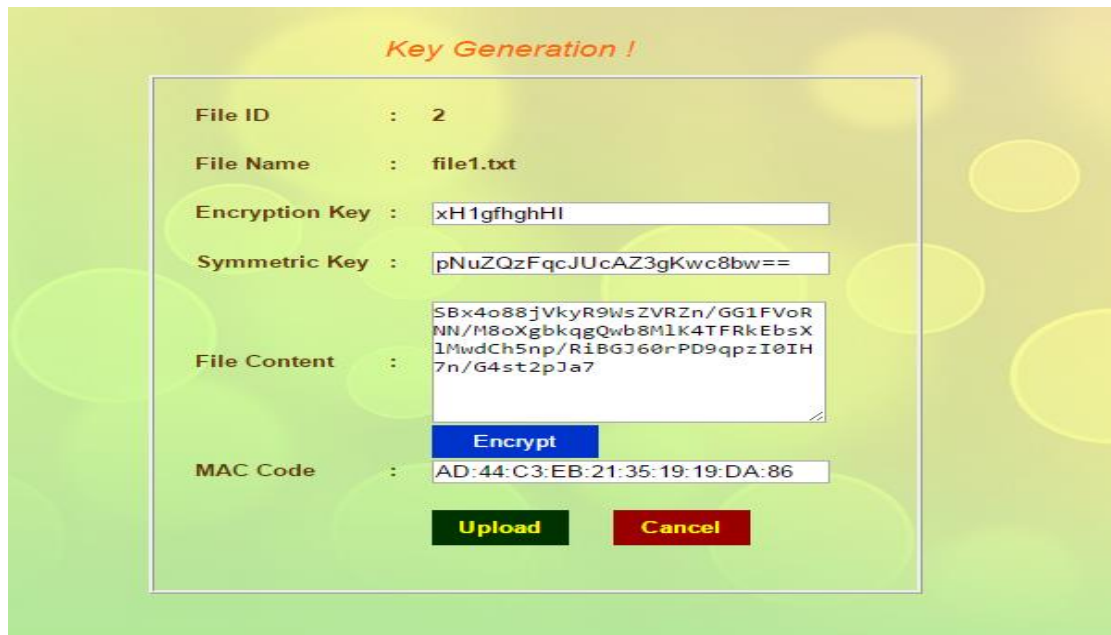 Key Generation !
File ID : 2
File Name : file1.txt
Encryption Key : xH1gfhghHI
Symmetric Key : pNuZQzFqcJUcAZ3gKwc8bw==
File Content :
SBx4o88jVkyR9WsZVRZn/GG1FVoR
NN/M8oXgbkqgQwb8MlK4TFRkEbsX
lMwdCh5np/RiBGJ60rPD9qpzI0IH
7n/G4st2pJa7
Encrypt
MAC Code : AD:44:C3:EB:21:35:19:19:DA:86
Upload Cancel